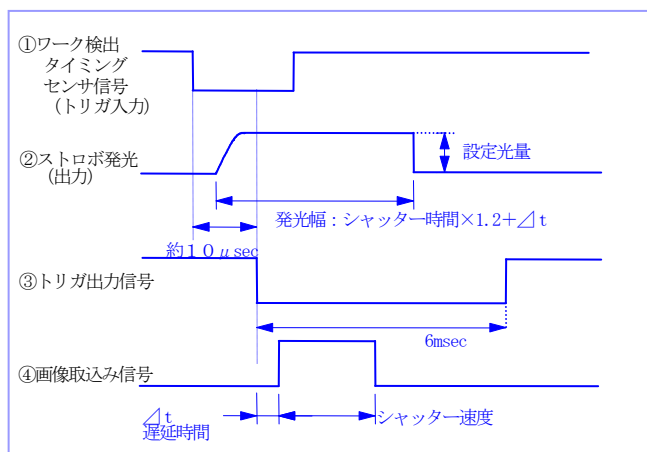 ①ワーク検出
タイミング
センサ信号
(トリガ入力)
②ストロボ発光
(出力)
設定光量
発光幅：シャッター時間×1.2+⊿t
約１０μsec
③トリガ出力信号
6msec
④画像取込み信号
⊿t
遅延時間
シャッター速度